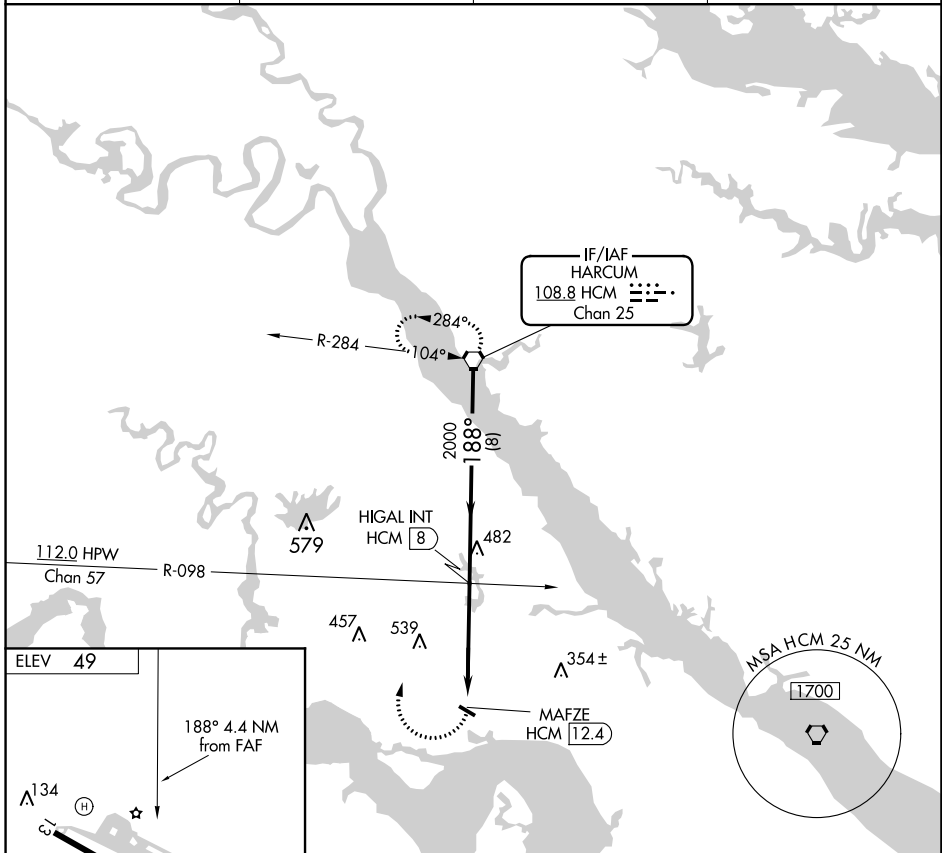 IF/IAF
HARCUM
108.8 HCM
Chan 25
284°
R-284
104°
2000
188°
(8)
HIGAL INT
HCM 8
482
579
112.0 HPW
Chan 57
R-098
457
539
354 ±
MAFZE
HCM 12.4
MSA HCM 25 NM
1700
ELEV 49
188° 4.4 NM
from FAF
134
H
13